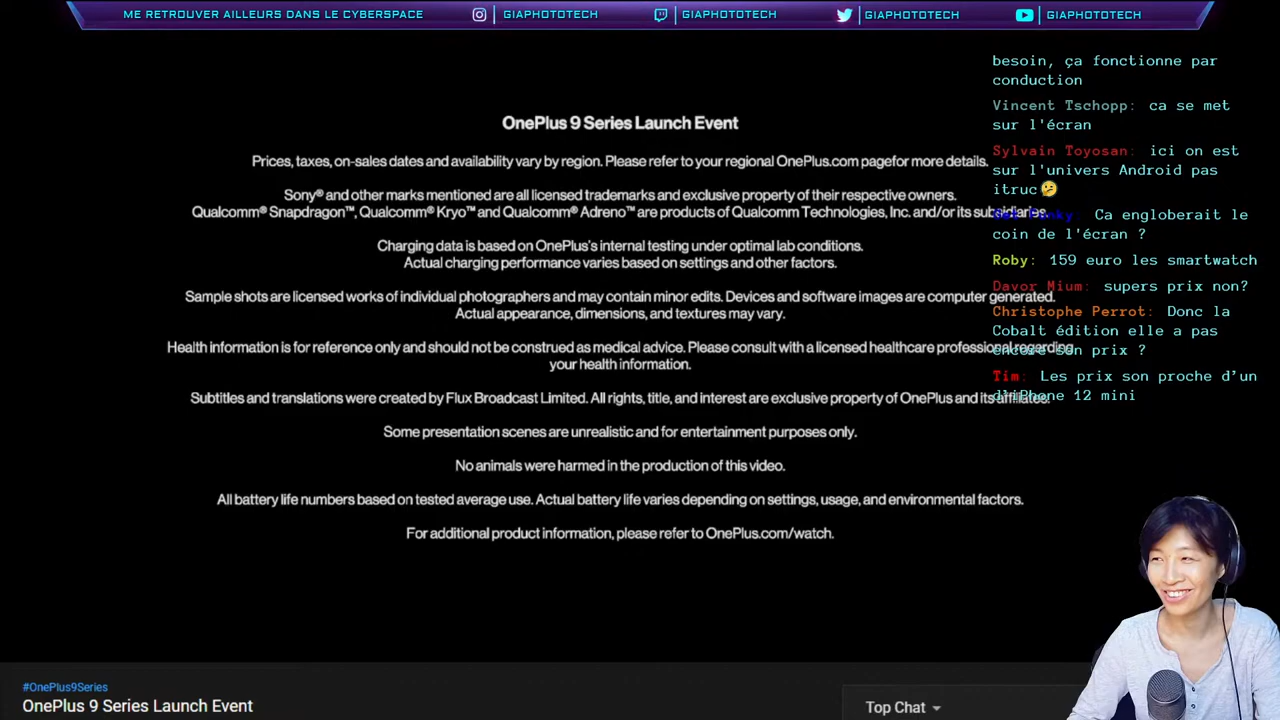 ME RETROUVER AILLEURS DANS LE CYBERSPACE
GIAPHOTOTECH
GIAPHOTOTECH
GIAPHOTOTECH
GIAPHOTOTECH
OnePlus 9 Series Launch Event
Prices, taxes, on-sales dates and availability vary by region. Please refer to your regional OnePlus.com pagefor more details.
Sony® and other marks mentioned are all licensed trademarks and exclusive property of their respective owners.
Qualcomm® Snapdragon™, Qualcomm® Kryo™ and Qualcomm® Adreno™ are products of Qualcomm Technologies, Inc. and/or its subsidiaries.
Charging data is based on OnePlus's internal testing under optimal lab conditions.
Actual charging performance varies based on settings and other factors.
Sample shots are licensed works of individual photographers and may contain minor edits. Devices and software images are computer generated.
Actual appearance, dimensions, and textures may vary.
Health information is for reference only and should not be construed as medical advice. Please consult with a licensed healthcare professional regarding
your health information.
Subtitles and translations were created by Flux Broadcast Limited. All rights, title, and interest are exclusive property of OnePlus and its affiliates.
Some presentation scenes are unrealistic and for entertainment purposes only.
No animals were harmed in the production of this video.
All battery life numbers based on tested average use. Actual battery life varies depending on settings, usage, and environmental factors.
For additional product information, please refer to OnePlus.com/watch.
besoin, ça fonctionne par
conduction
Vincent Tschopp: ca se met
sur l'écran
Sylvain Toyosan: ici on est
sur l'univers Android pas
itruc🤔
Funky: Ca engloberait le
coin de l'écran ?
Roby: 159 euro les smartwatch
Davor Mium: supers prix non?
Christophe Perrot: Donc la
Cobalt édition elle a pas
encore son prix ?
Tim: Les prix son proche d’un
d’iPhone 12 mini
#OnePlus9Series
OnePlus 9 Series Launch Event
Top Chat